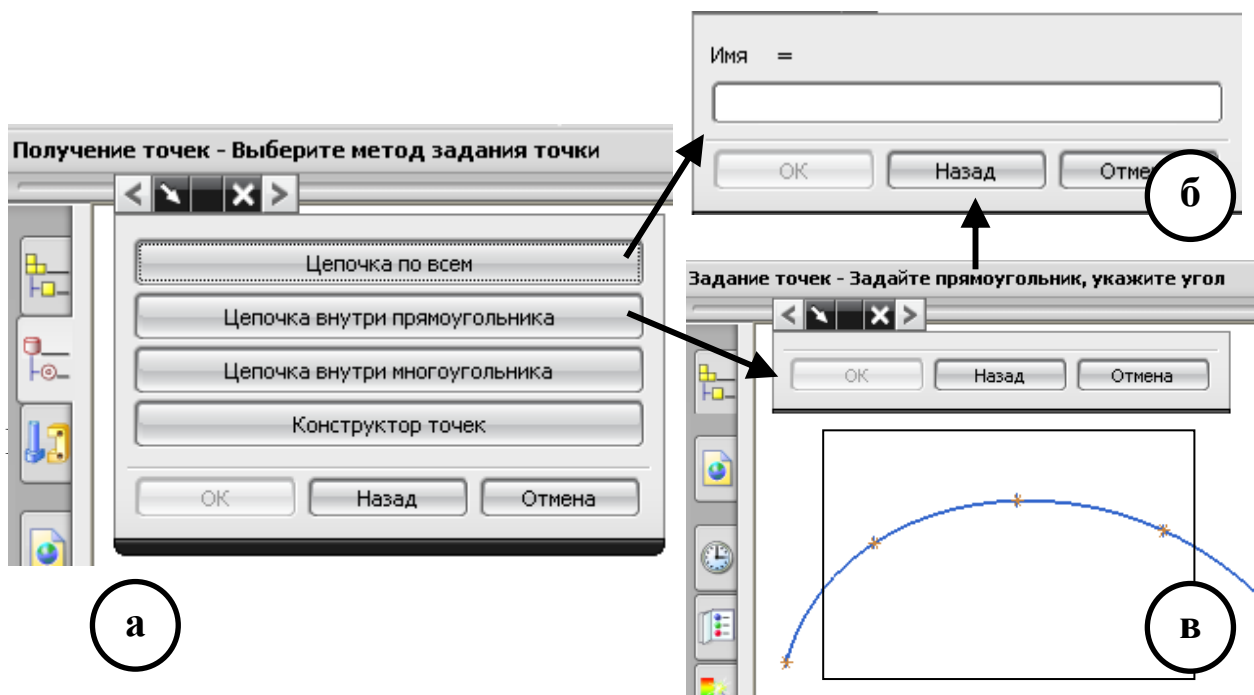 Получение точек - Выберите метод задания точки
Цепочка по всем
Цепочка внутри прямоугольника
Цепочка внутри многоугольника
Конструктор точек
ОК
Назад
Отмена
а
Имя =
ОК
Назад
Отме
б
Задание точек - Задайте прямоугольник, укажите угол
ОК
Назад
Отмена
в